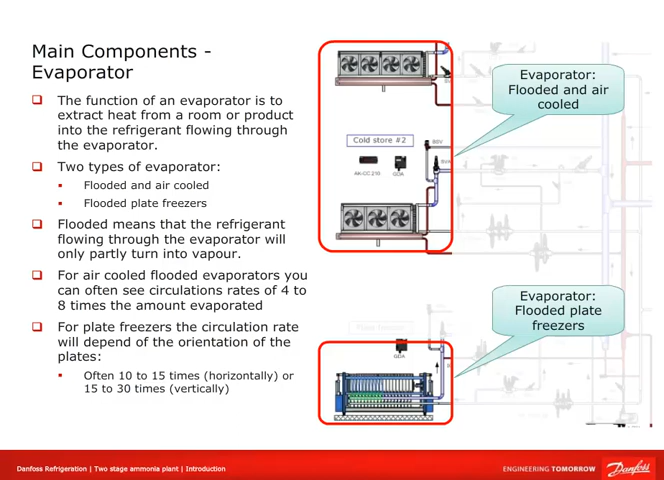 Main Components -
Evaporator
The function of an evaporator is to
extract heat from a room or product
into the refrigerant flowing through
the evaporator.
Two types of evaporator:
Flooded and air cooled
Flooded plate freezers
Flooded means that the refrigerant
flowing through the evaporator will
only partly turn into vapour.
For air cooled flooded evaporators you
can often see circulations rates of 4 to
8 times the amount evaporated
For plate freezers the circulation rate
will depend of the orientation of the
plates:
Often 10 to 15 times (horizontally) or
15 to 30 times (vertically)
Evaporator:
Flooded and air
cooled
Cold store #2
AK-CC 210
GDA
Evaporator:
Flooded plate
freezers
GDA
Danfoss Refrigeration | Two stage ammonia plant | Introduction
ENGINEERING TOMORROW
Danfoss